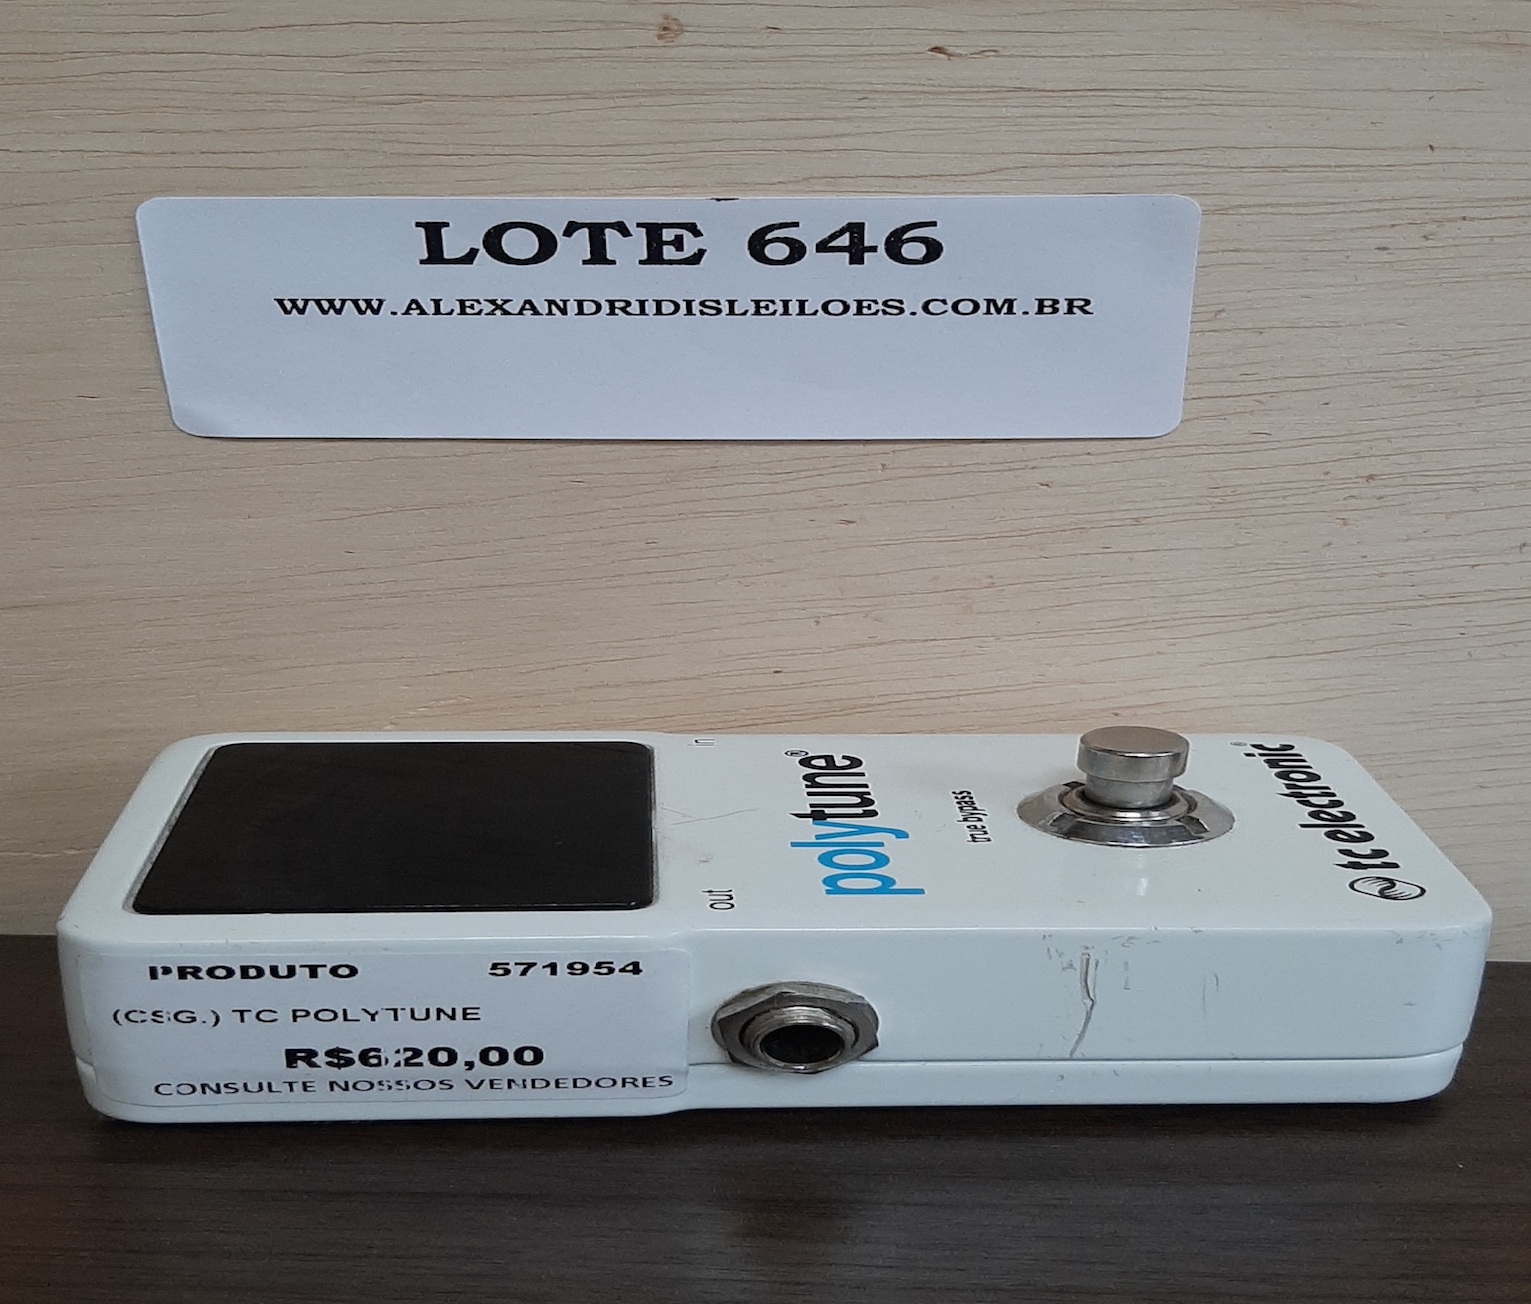 LOTE 646
WWW.ALEXANDRIDISLEILOES.COM.BR
in
out
polytune®
true bypass
tc electronic®
PRODUTO 571954
(CSG.) TC POLYTUNE
R$620,00
CONSULTE NOSSOS VENDEDORES